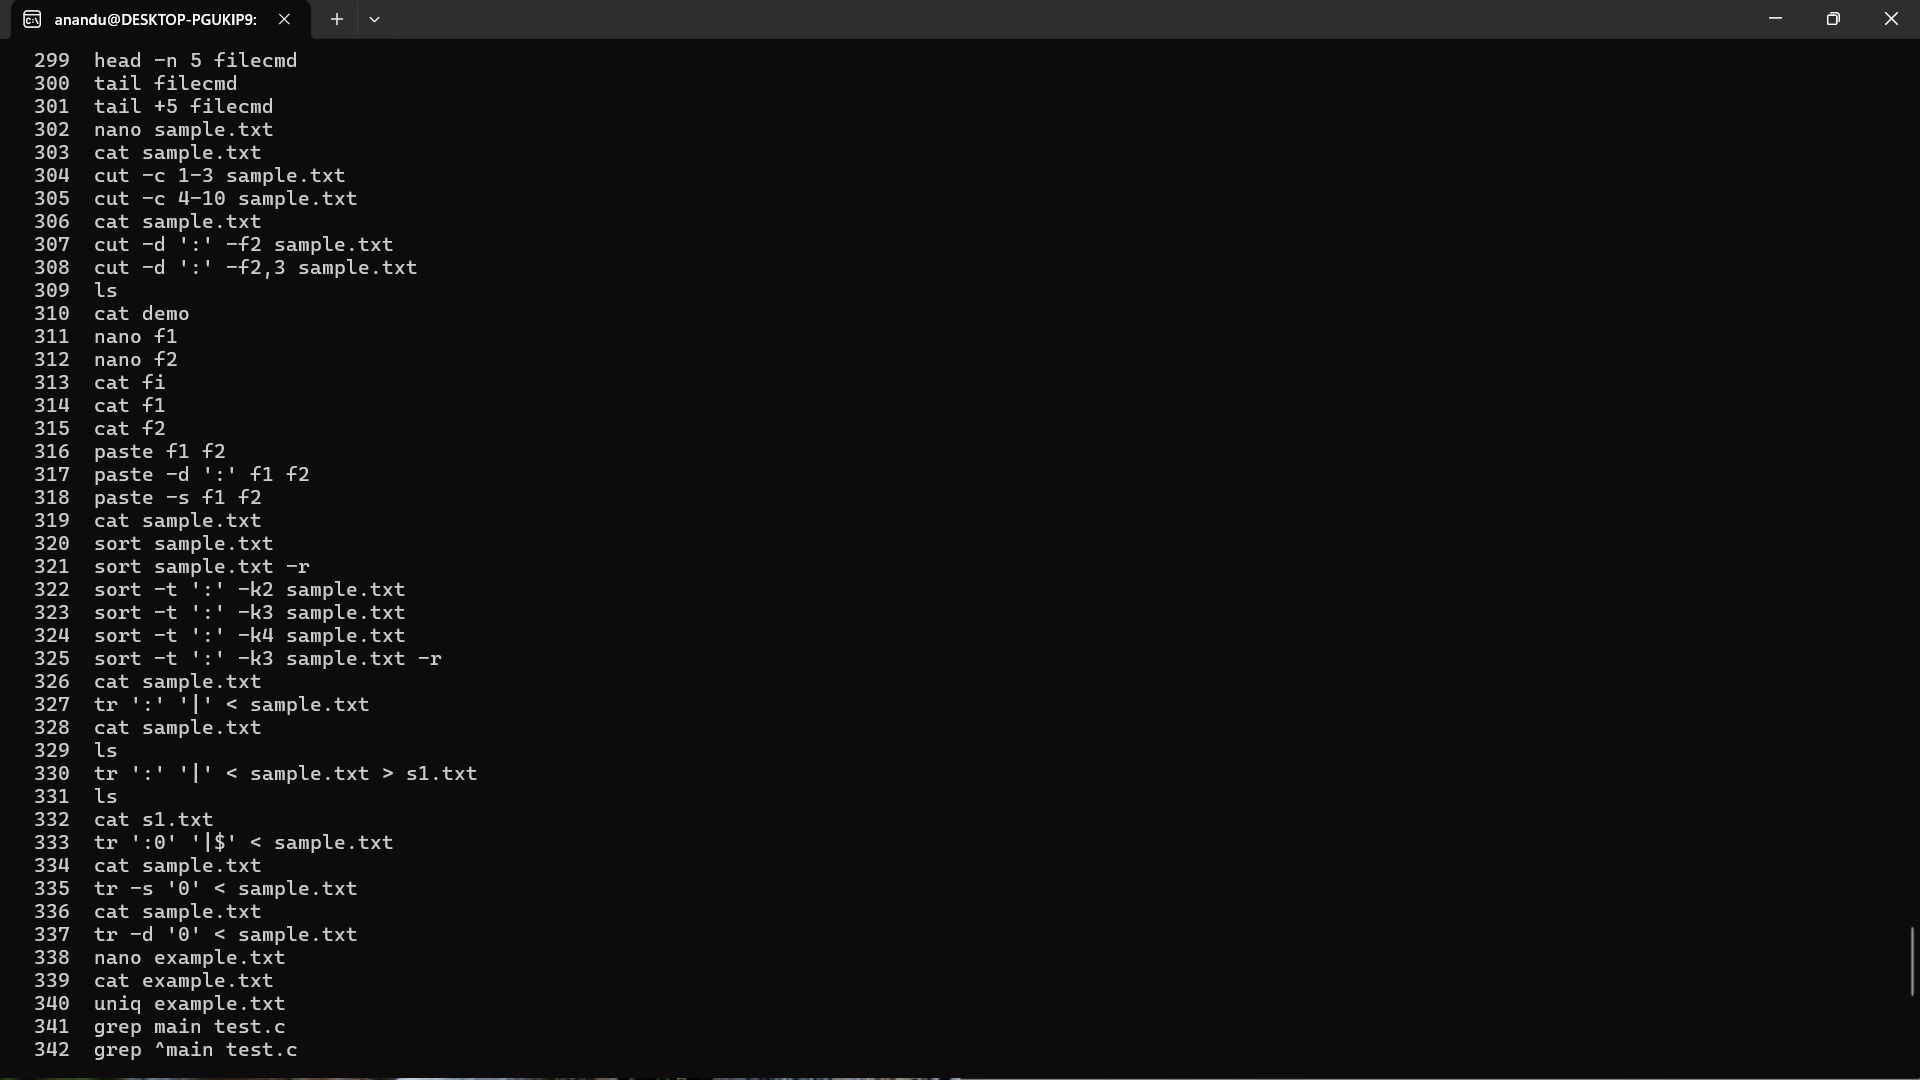 anandu@DESKTOP-PGUKIP9:
299 head -n 5 filecmd
300 tail filecmd
301 tail +5 filecmd
302 nano sample.txt
303 cat sample.txt
304 cut -c 1-3 sample.txt
305 cut -c 4-10 sample.txt
306 cat sample.txt
307 cut -d ':' -f2 sample.txt
308 cut -d ':' -f2,3 sample.txt
309 ls
310 cat demo
311 nano f1
312 nano f2
313 cat fi
314 cat f1
315 cat f2
316 paste f1 f2
317 paste -d ':' f1 f2
318 paste -s f1 f2
319 cat sample.txt
320 sort sample.txt
321 sort sample.txt -r
322 sort -t ':' -k2 sample.txt
323 sort -t ':' -k3 sample.txt
324 sort -t ':' -k4 sample.txt
325 sort -t ':' -k3 sample.txt -r
326 cat sample.txt
327 tr ':' '|' < sample.txt
328 cat sample.txt
329 ls
330 tr ':' '|' < sample.txt > s1.txt
331 ls
332 cat s1.txt
333 tr ':0' '|$' < sample.txt
334 cat sample.txt
335 tr -s '0' < sample.txt
336 cat sample.txt
337 tr -d '0' < sample.txt
338 nano example.txt
339 cat example.txt
340 uniq example.txt
341 grep main test.c
342 grep ^main test.c